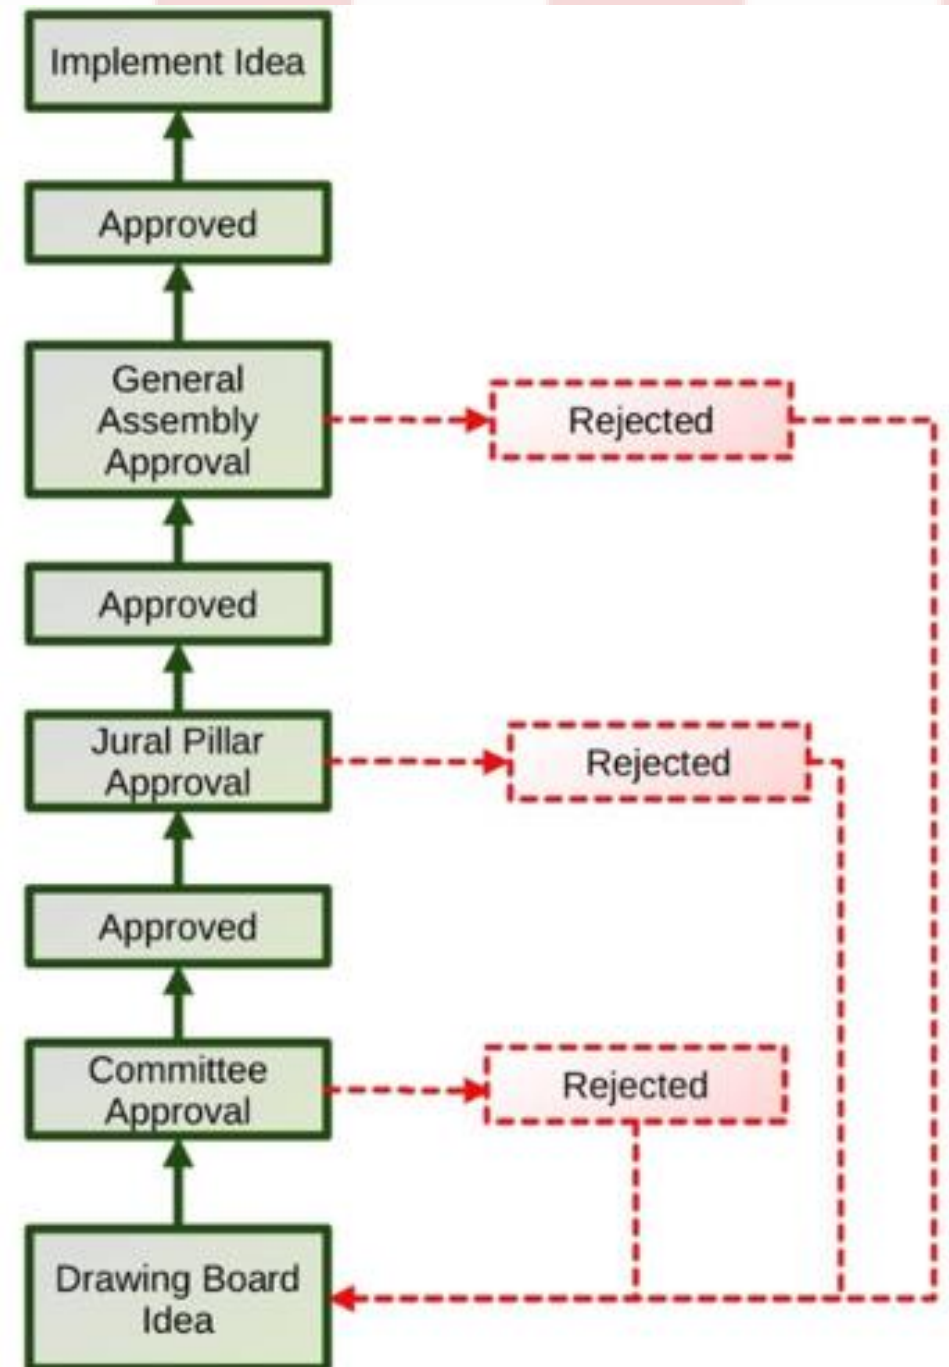 Implement Idea
Approved
General
Assembly
Approval
Rejected
Approved
Jural Pillar
Approval
Rejected
Approved
Committee
Approval
Rejected
Drawing Board
Idea